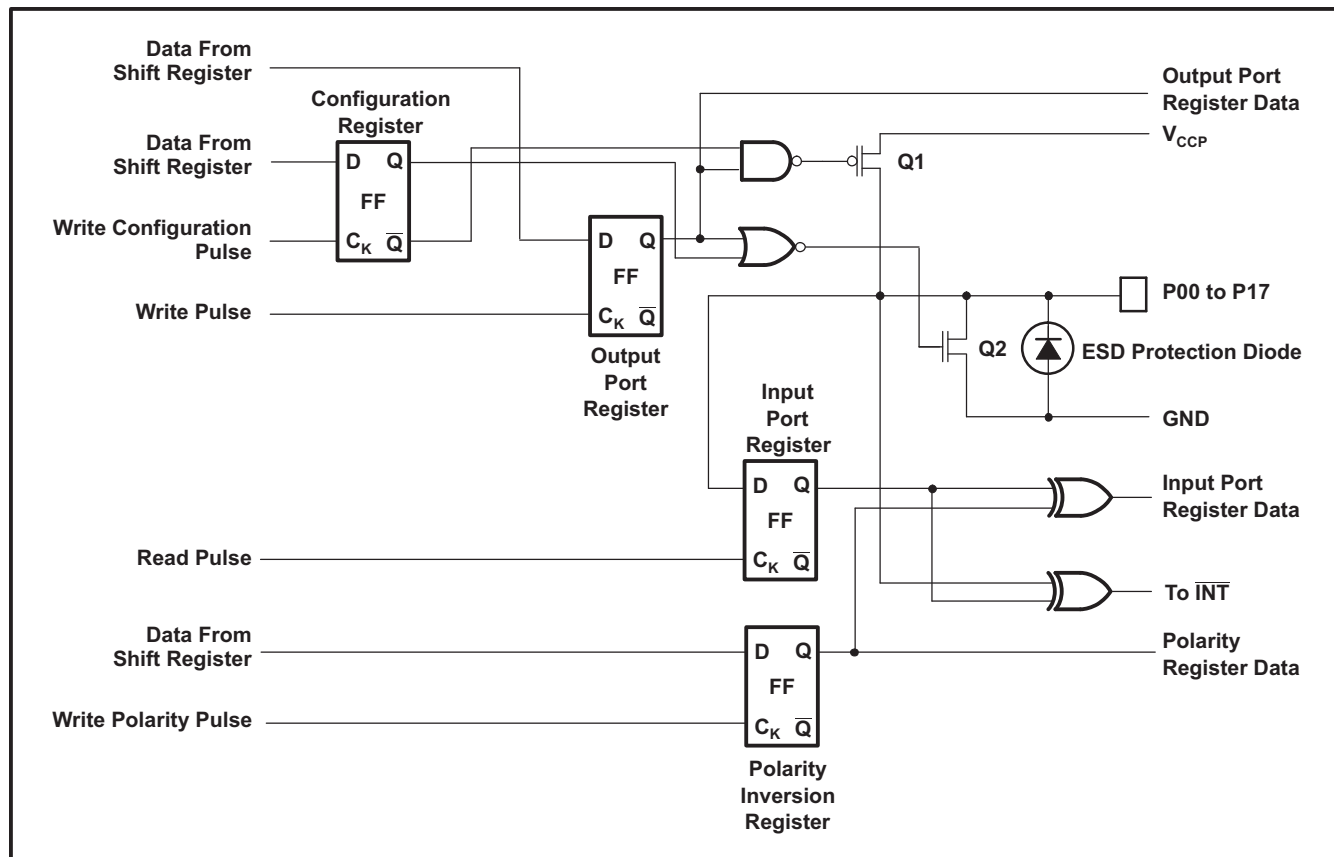 Data From
Shift Register
Configuration
Register
Data From
Shift Register
D Q
FF
C_K Q̅
Write Configuration
Pulse
Write Pulse
D Q
FF
C_K Q̅
Output
Port
Register
Output Port
Register Data
V_CCP
Q1
P00 to P17
Q2
ESD Protection Diode
GND
Input
Port
Register
D Q
FF
C_K Q̅
Read Pulse
Input Port
Register Data
To I̅N̅T̅
Data From
Shift Register
Write Polarity Pulse
D Q
FF
C_K Q̅
Polarity
Inversion
Register
Polarity
Register Data